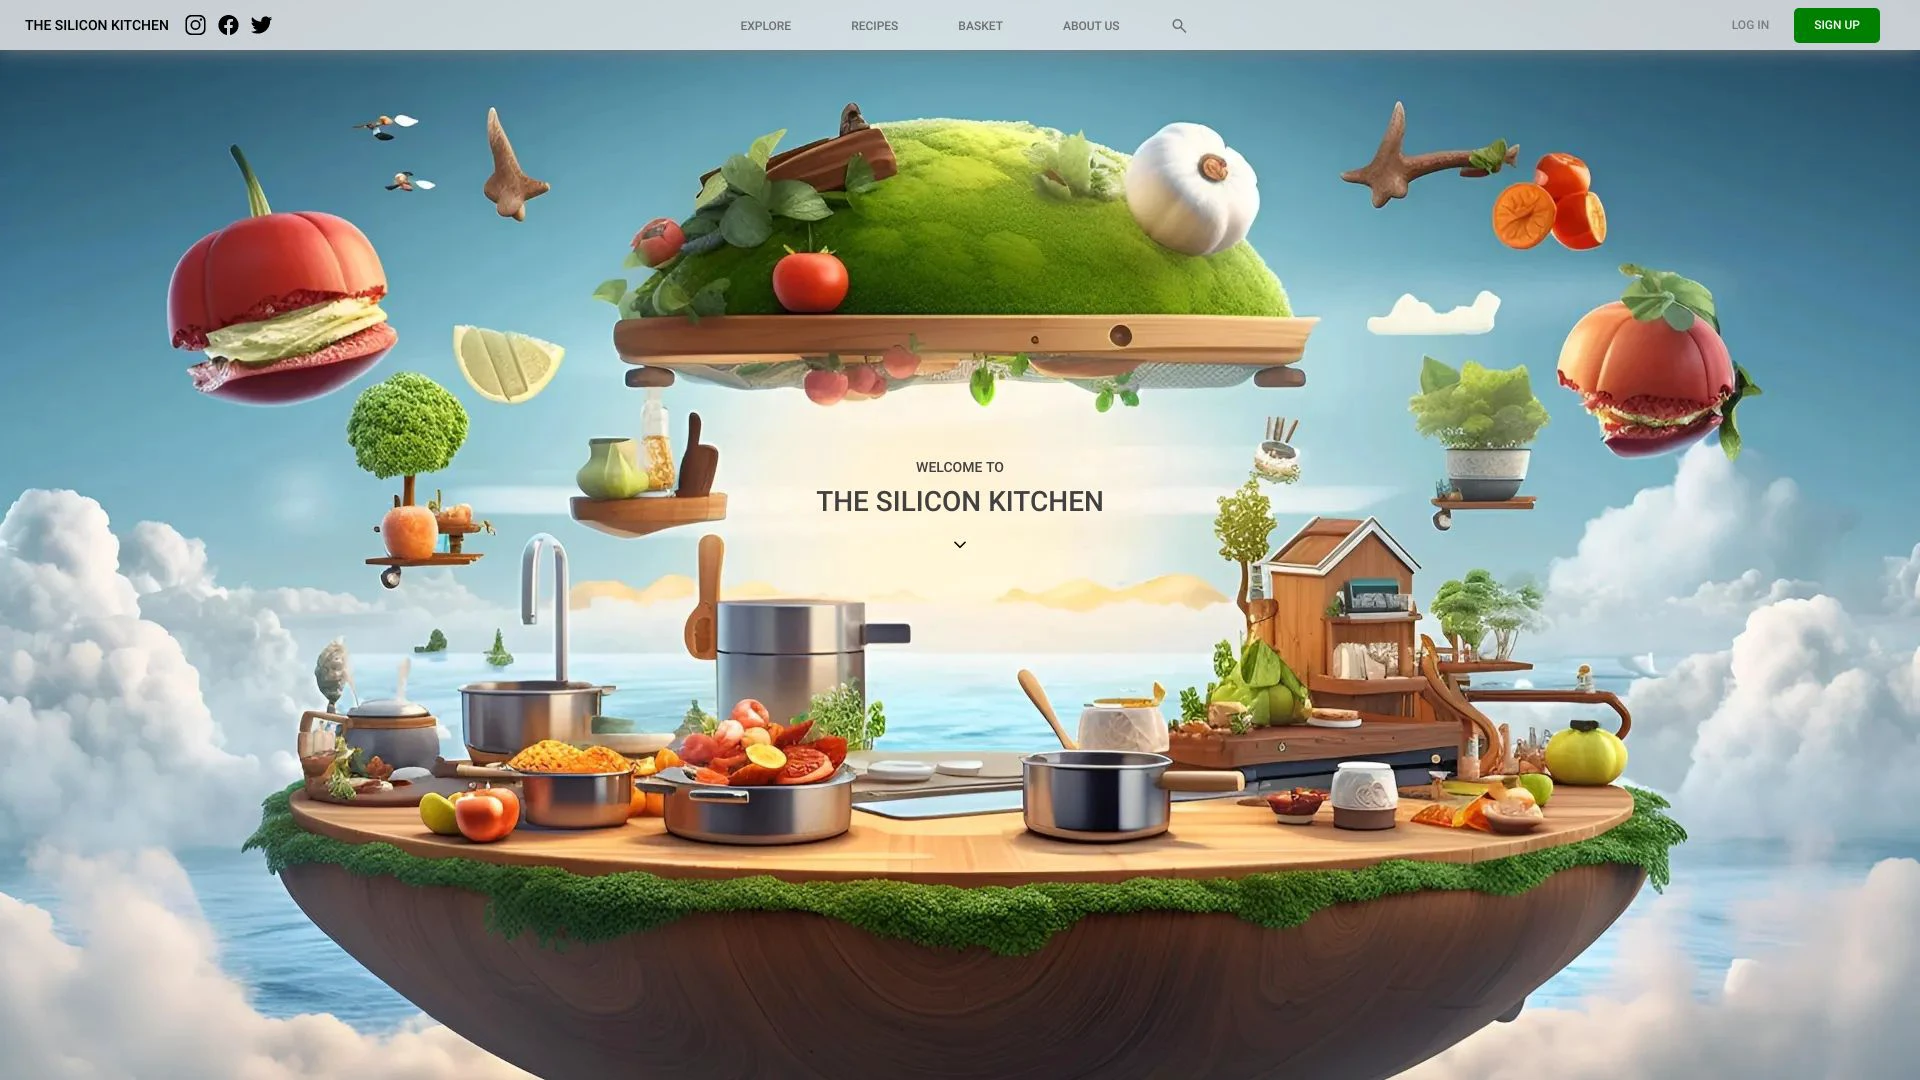 THE SILICON KITCHEN
EXPLORE
RECIPES
BASKET
ABOUT US
LOG IN
SIGN UP
WELCOME TO
THE SILICON KITCHEN